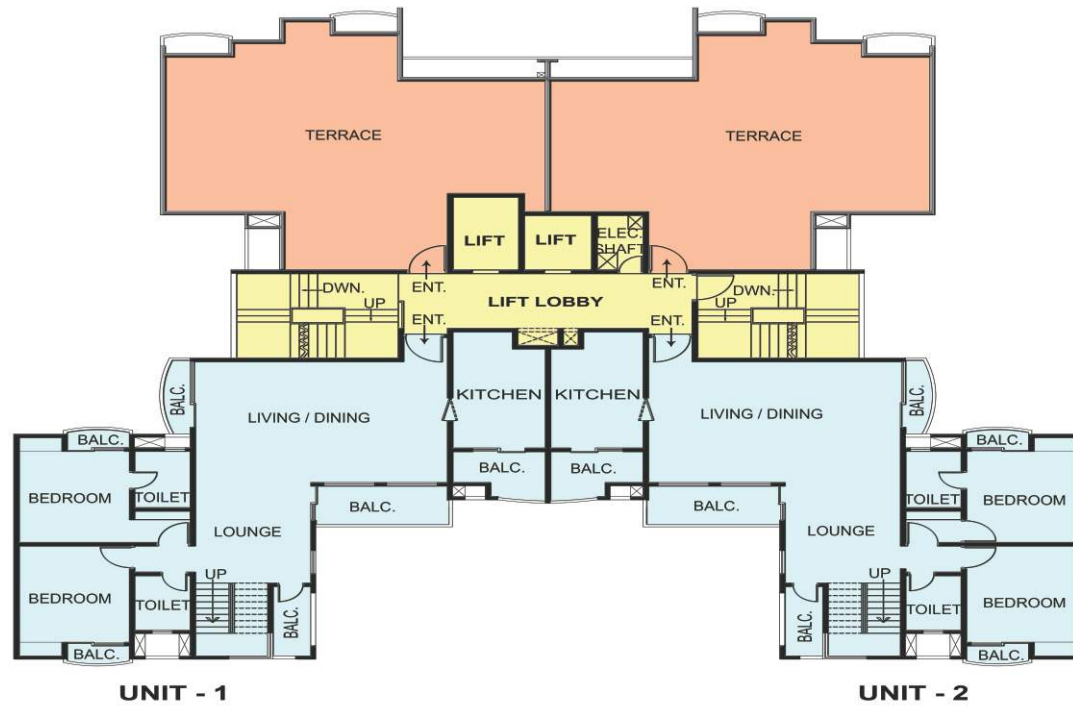 TERRACE
TERRACE
LIFT
LIFT
ELEC.
SHAFT
DWN.
UP
ENT.
ENT.
LIFT LOBBY
ENT.
ENT.
DWN.
UP
BALC.
LIVING / DINING
KITCHEN
KITCHEN
LIVING / DINING
BALC.
BALC.
BALC.
BALC.
BALC.
BEDROOM
TOILET
BALC.
BALC.
TOILET
BEDROOM
LOUNGE
LOUNGE
UP
UP
BEDROOM
TOILET
BALC.
BALC.
TOILET
BEDROOM
BALC.
BALC.
UNIT - 1
UNIT - 2